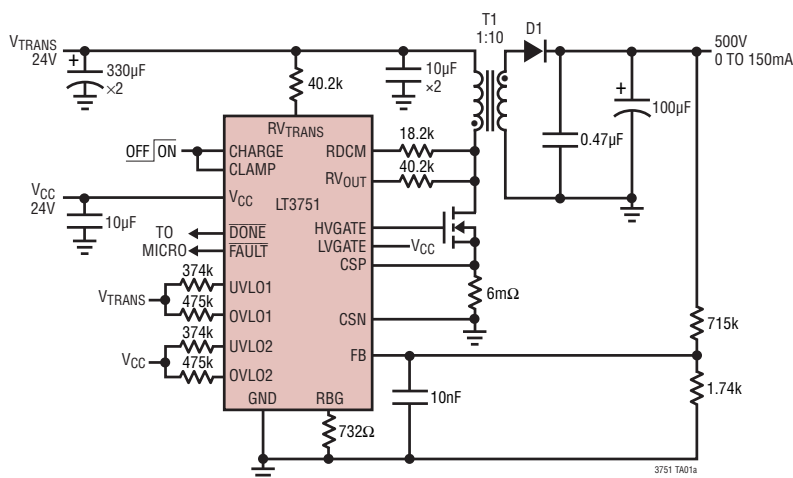 T1
1:10
D1
VTRANS
24V
+
330µF
×2
40.2k
10µF
×2
500V
0 TO 150mA
+
100µF
0.47µF
RVTRANS
OFF ON
CHARGE
CLAMP
RDCM
18.2k
RVOUT
40.2k
VCC
24V
10µF
VCC
LT3751
TO
MICRO
DONE
FAULT
HVGATE
LVGATE
VCC
CSP
VTRANS
374k
475k
UVLO1
OVLO1
6mΩ
CSN
VCC
374k
475k
UVLO2
OVLO2
FB
715k
1.74k
10nF
GND
RBG
732Ω
3751 TA01a